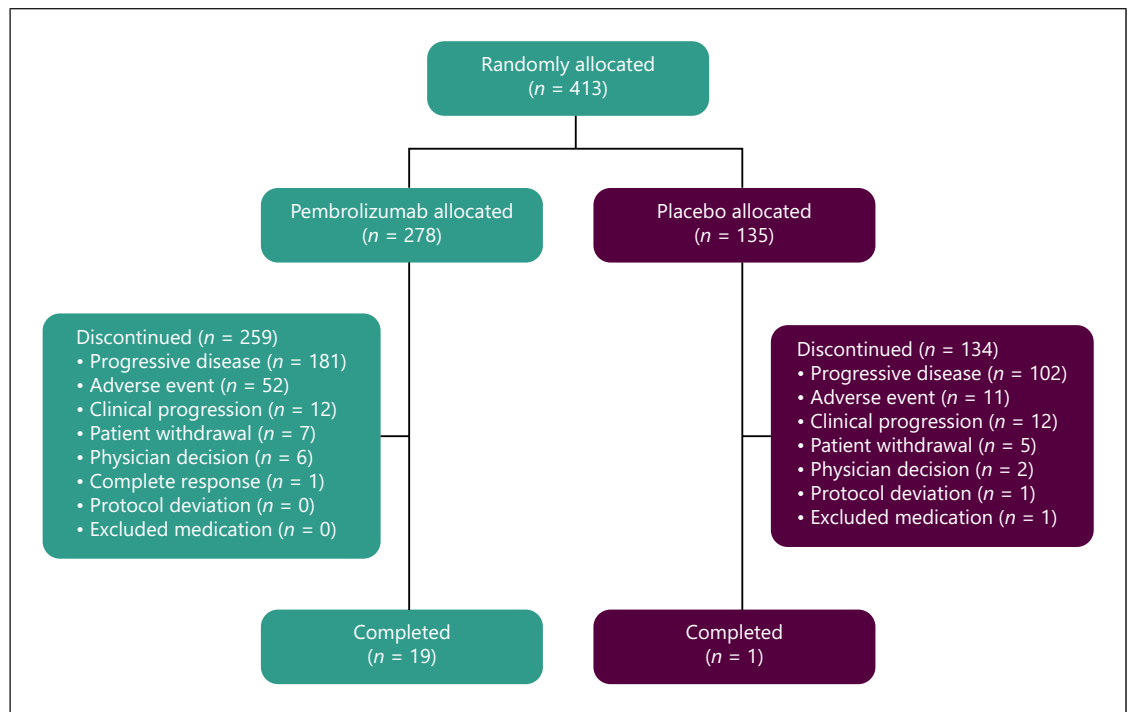 Randomly allocated
(n = 413)
Pembrolizumab allocated
(n = 278)
Placebo allocated
(n = 135)
Discontinued (n = 259)
• Progressive disease (n = 181)
• Adverse event (n = 52)
• Clinical progression (n = 12)
• Patient withdrawal (n = 7)
• Physician decision (n = 6)
• Complete response (n = 1)
• Protocol deviation (n = 0)
• Excluded medication (n = 0)
Discontinued (n = 134)
• Progressive disease (n = 102)
• Adverse event (n = 11)
• Clinical progression (n = 12)
• Patient withdrawal (n = 5)
• Physician decision (n = 2)
• Protocol deviation (n = 1)
• Excluded medication (n = 1)
Completed
(n = 19)
Completed
(n = 1)